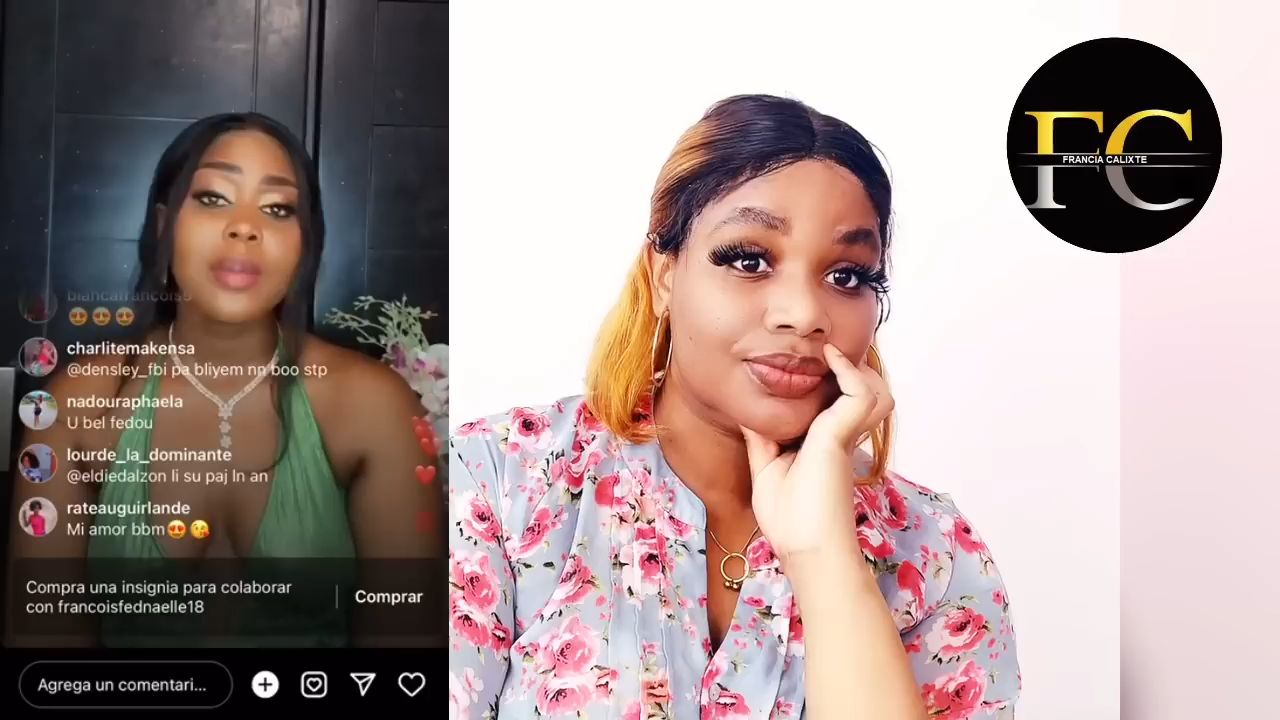 biancafrancois6
😍😍😍
charlitemakensa
@densley_fbi pa bliyem nn boo stp
nadouraphaela
U bel fedou
lourde_la_dominante
@eldiedalzon li su paj ln an
rateauguirlande
Mi amor bbm😍😘
Compra una insignia para colaborar
con francoisfednaelle18
Comprar
Agrega un comentari...
FC
FRANCIA CALIXTE